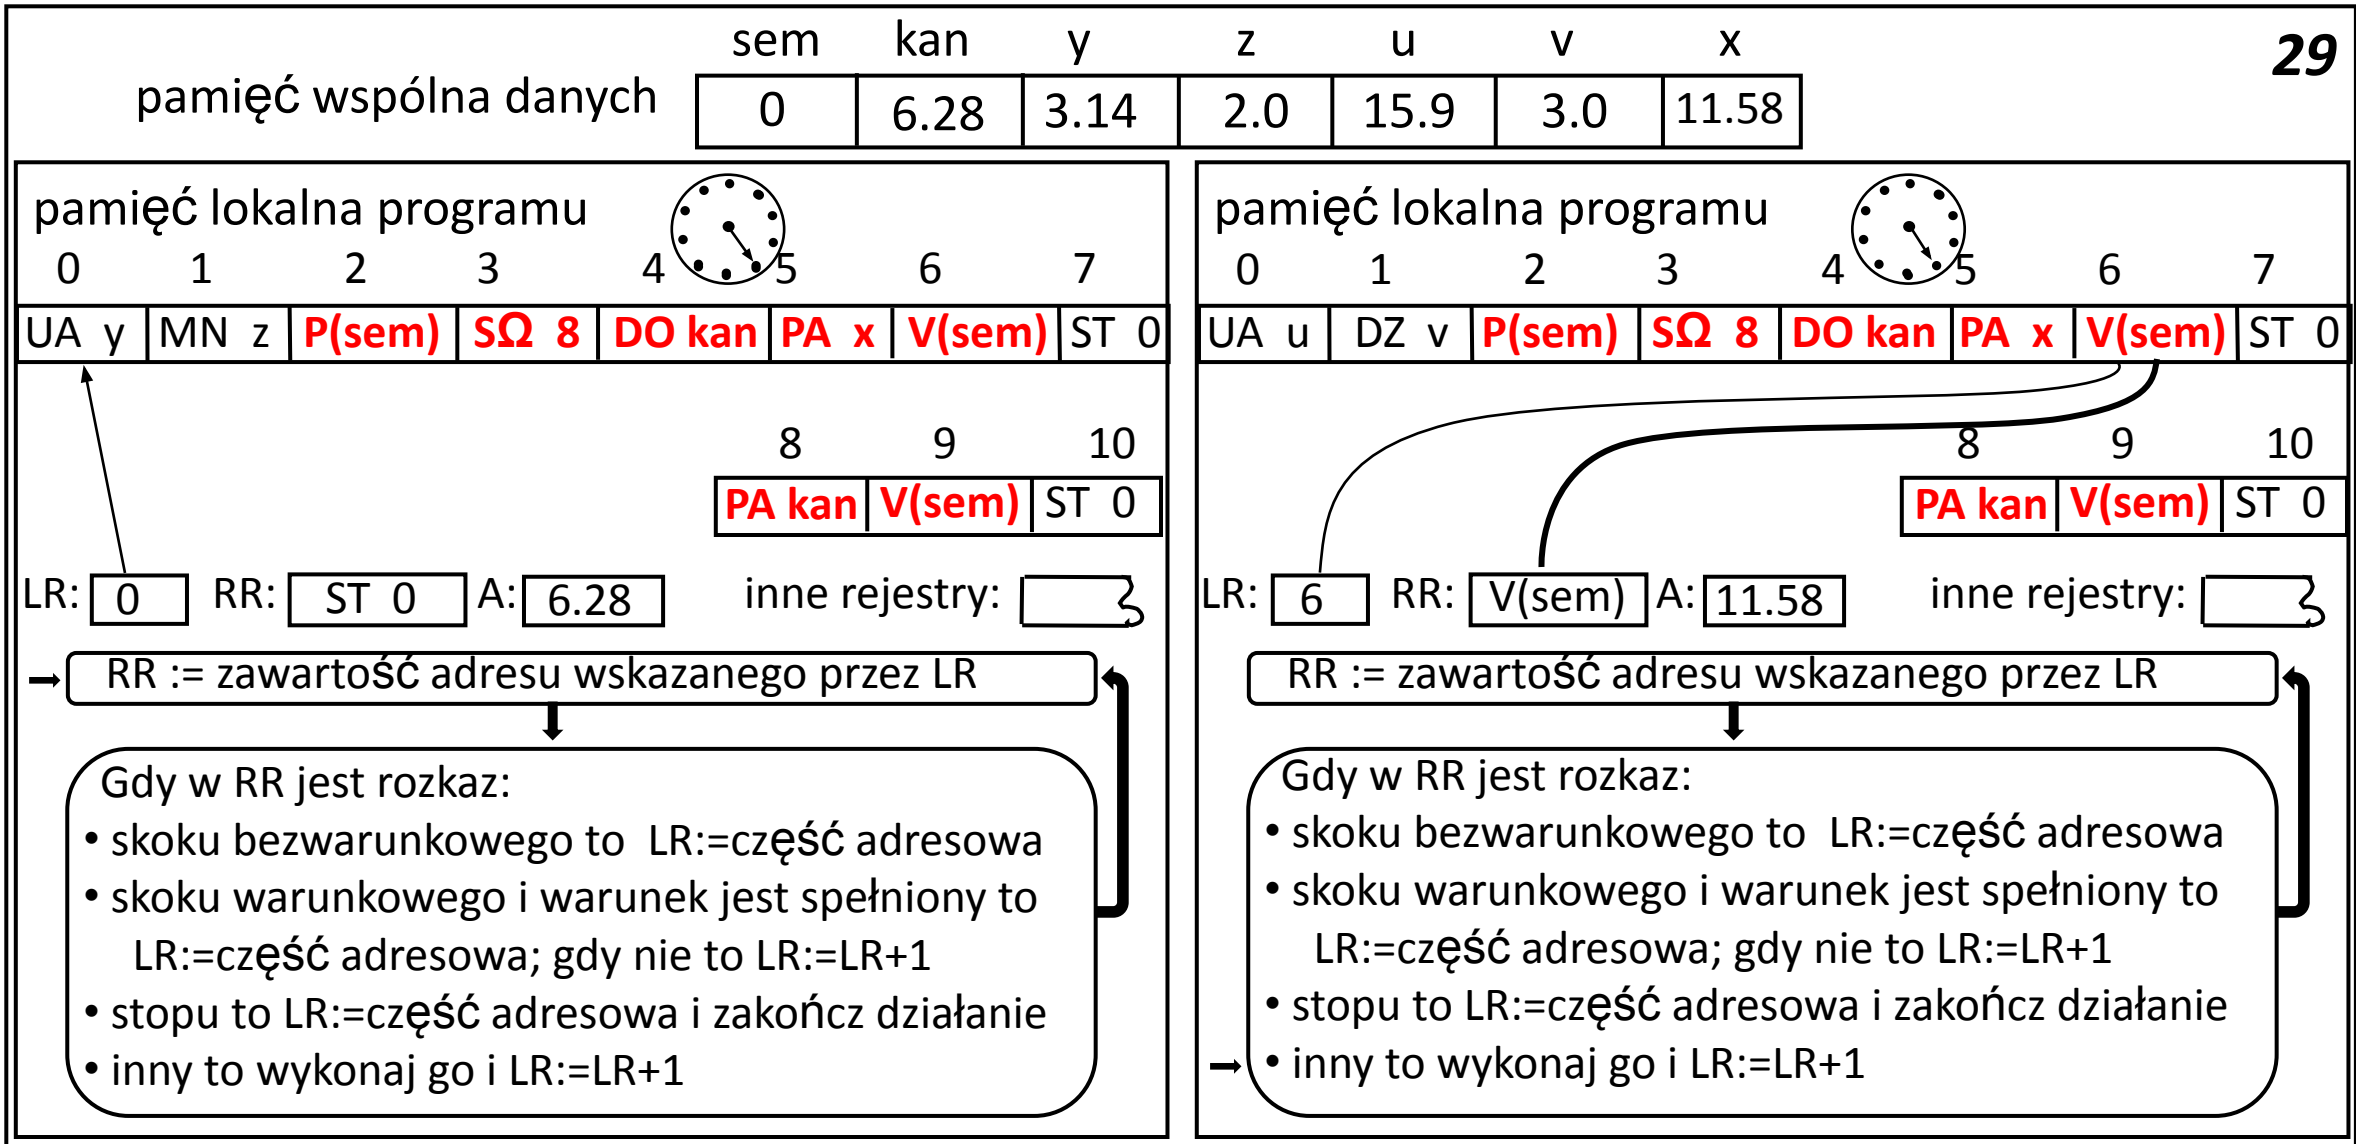 sem kan y z u v x
29
pamięć wspólna danych 0 6.28 3.14 2.0 15.9 3.0 11.58
pamięć lokalna programu
0 1 2 3 4 5 6 7
UA y MN z P(sem) SΩ 8 DO kan PA x V(sem) ST 0
8 9 10
PA kan V(sem) ST 0
LR: 0 RR: ST 0 A: 6.28 inne rejestry:
RR := zawartość adresu wskazanego przez LR
Gdy w RR jest rozkaz:
• skoku bezwarunkowego to LR:=część adresowa
• skoku warunkowego i warunek jest spełniony to
LR:=część adresowa; gdy nie to LR:=LR+1
• stopu to LR:=część adresowa i zakończ działanie
• inny to wykonaj go i LR:=LR+1
pamięć lokalna programu
0 1 2 3 4 5 6 7
UA u DZ v P(sem) SΩ 8 DO kan PA x V(sem) ST 0
8 9 10
PA kan V(sem) ST 0
LR: 6 RR: V(sem) A: 11.58 inne rejestry:
RR := zawartość adresu wskazanego przez LR
Gdy w RR jest rozkaz:
• skoku bezwarunkowego to LR:=część adresowa
• skoku warunkowego i warunek jest spełniony to
LR:=część adresowa; gdy nie to LR:=LR+1
• stopu to LR:=część adresowa i zakończ działanie
• inny to wykonaj go i LR:=LR+1